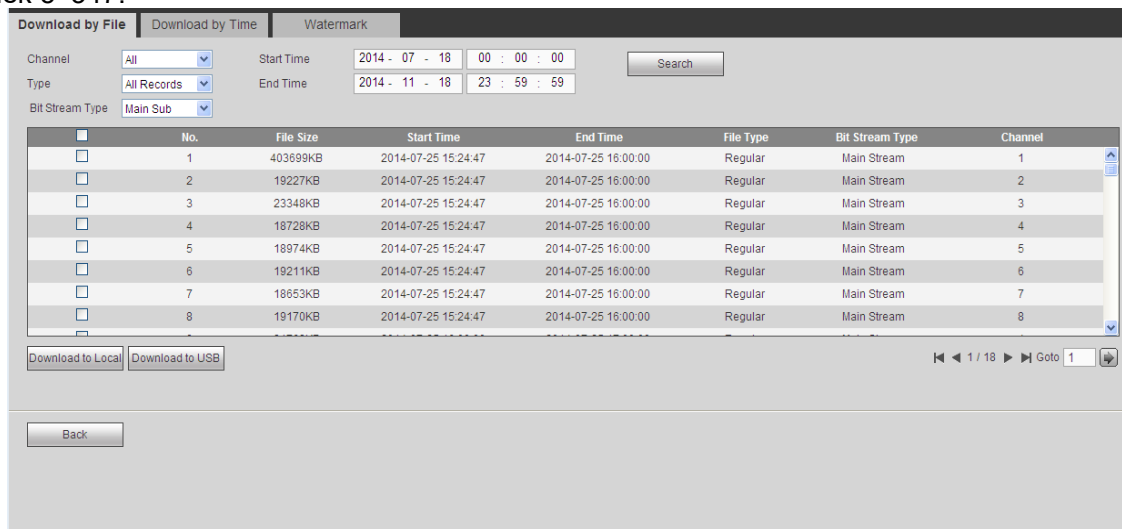 Download by File Download by Time Watermark
Channel All Start Time 2014 - 07 - 18 00 : 00 : 00 Search
Type All Records End Time 2014 - 11 - 18 23 : 59 : 59
Bit Stream Type Main Sub
No. File Size Start Time End Time File Type Bit Stream Type Channel
1 403699KB 2014-07-25 15:24:47 2014-07-25 16:00:00 Regular Main Stream 1
2 19227KB 2014-07-25 15:24:47 2014-07-25 16:00:00 Regular Main Stream 2
3 23348KB 2014-07-25 15:24:47 2014-07-25 16:00:00 Regular Main Stream 3
4 18728KB 2014-07-25 15:24:47 2014-07-25 16:00:00 Regular Main Stream 4
5 18974KB 2014-07-25 15:24:47 2014-07-25 16:00:00 Regular Main Stream 5
6 19211KB 2014-07-25 15:24:47 2014-07-25 16:00:00 Regular Main Stream 6
7 18653KB 2014-07-25 15:24:47 2014-07-25 16:00:00 Regular Main Stream 7
8 19170KB 2014-07-25 15:24:47 2014-07-25 16:00:00 Regular Main Stream 8
Download to Local Download to USB 1 / 18 Goto 1
Back